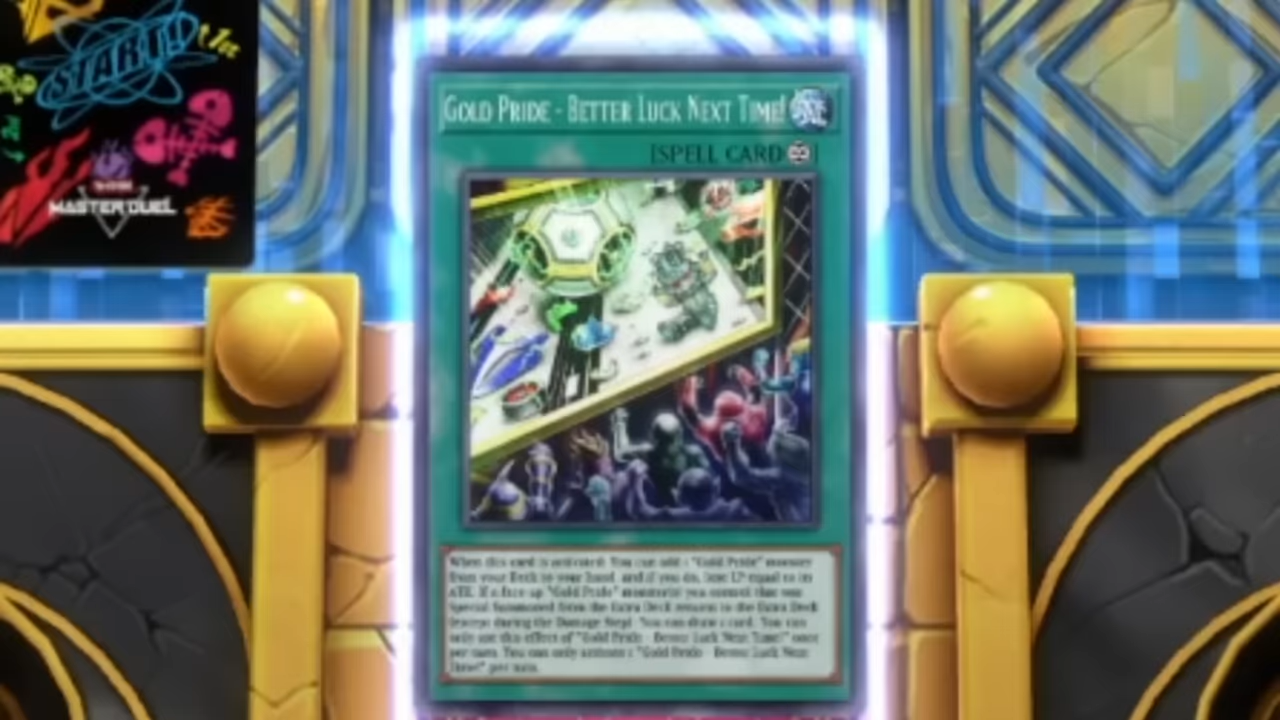 START!
MASTER DUEL
GOLD PRIDE - BETTER LUCK NEXT TIME!
[SPELL CARD]
When this card is activated: You can add 1 "Gold Pride" monster
from your Deck to your hand, and if you do, lose LP equal to its
ATK. If a face-up "Gold Pride" monster(s) you control that was
Special Summoned from the Extra Deck returns to the Extra Deck
(except during the Damage Step): You can draw 1 card. You can
only use this effect of "Gold Pride - Better Luck Next Time!" once
per turn. You can only activate 1 "Gold Pride - Better Luck Next
Time!" per turn.